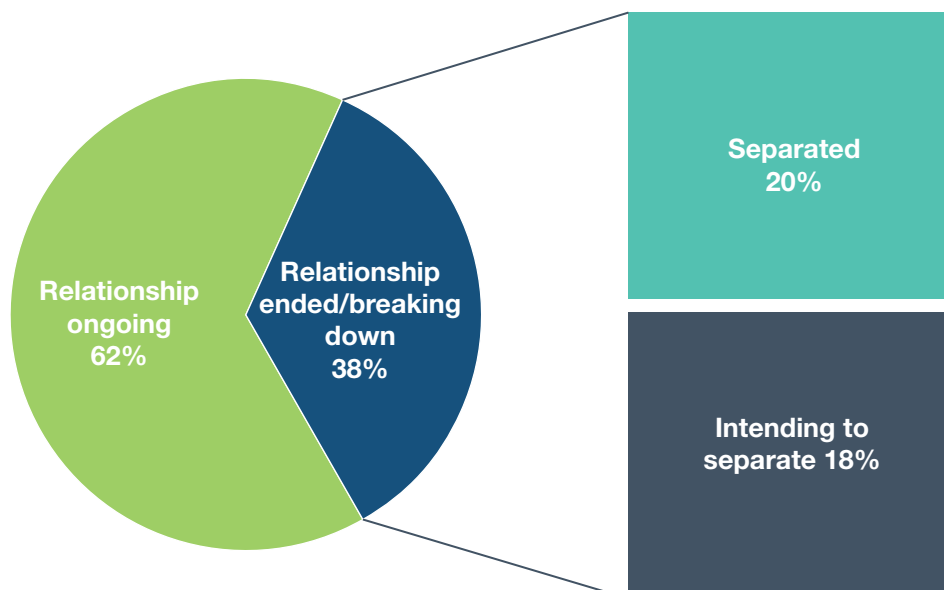 Relationship
ongoing
62%
Relationship
ended/breaking
down
38%
Separated
20%
Intending to
separate 18%